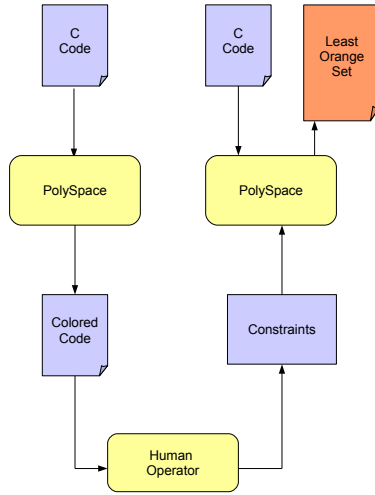 C
Code
C
Code
Least
Orange
Set
PolySpace
PolySpace
Colored
Code
Constraints
Human
Operator